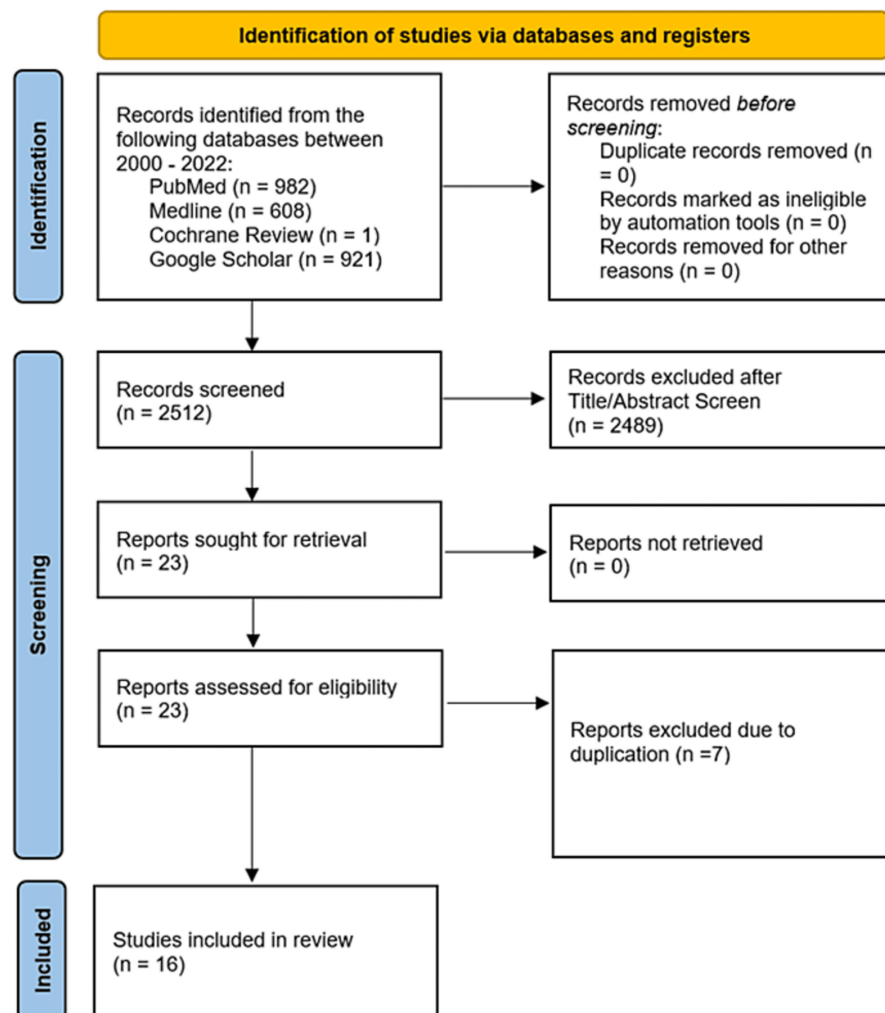 Identification of studies via databases and registers
Identification
Records identified from the
following databases between
2000 - 2022:
PubMed (n = 982)
Medline (n = 608)
Cochrane Review (n = 1)
Google Scholar (n = 921)
Records removed before
screening:
Duplicate records removed (n
= 0)
Records marked as ineligible
by automation tools (n = 0)
Records removed for other
reasons (n = 0)
Screening
Records screened
(n = 2512)
Records excluded after
Title/Abstract Screen
(n = 2489)
Reports sought for retrieval
(n = 23)
Reports not retrieved
(n = 0)
Reports assessed for eligibility
(n = 23)
Reports excluded due to
duplication (n =7)
Included
Studies included in review
(n = 16)